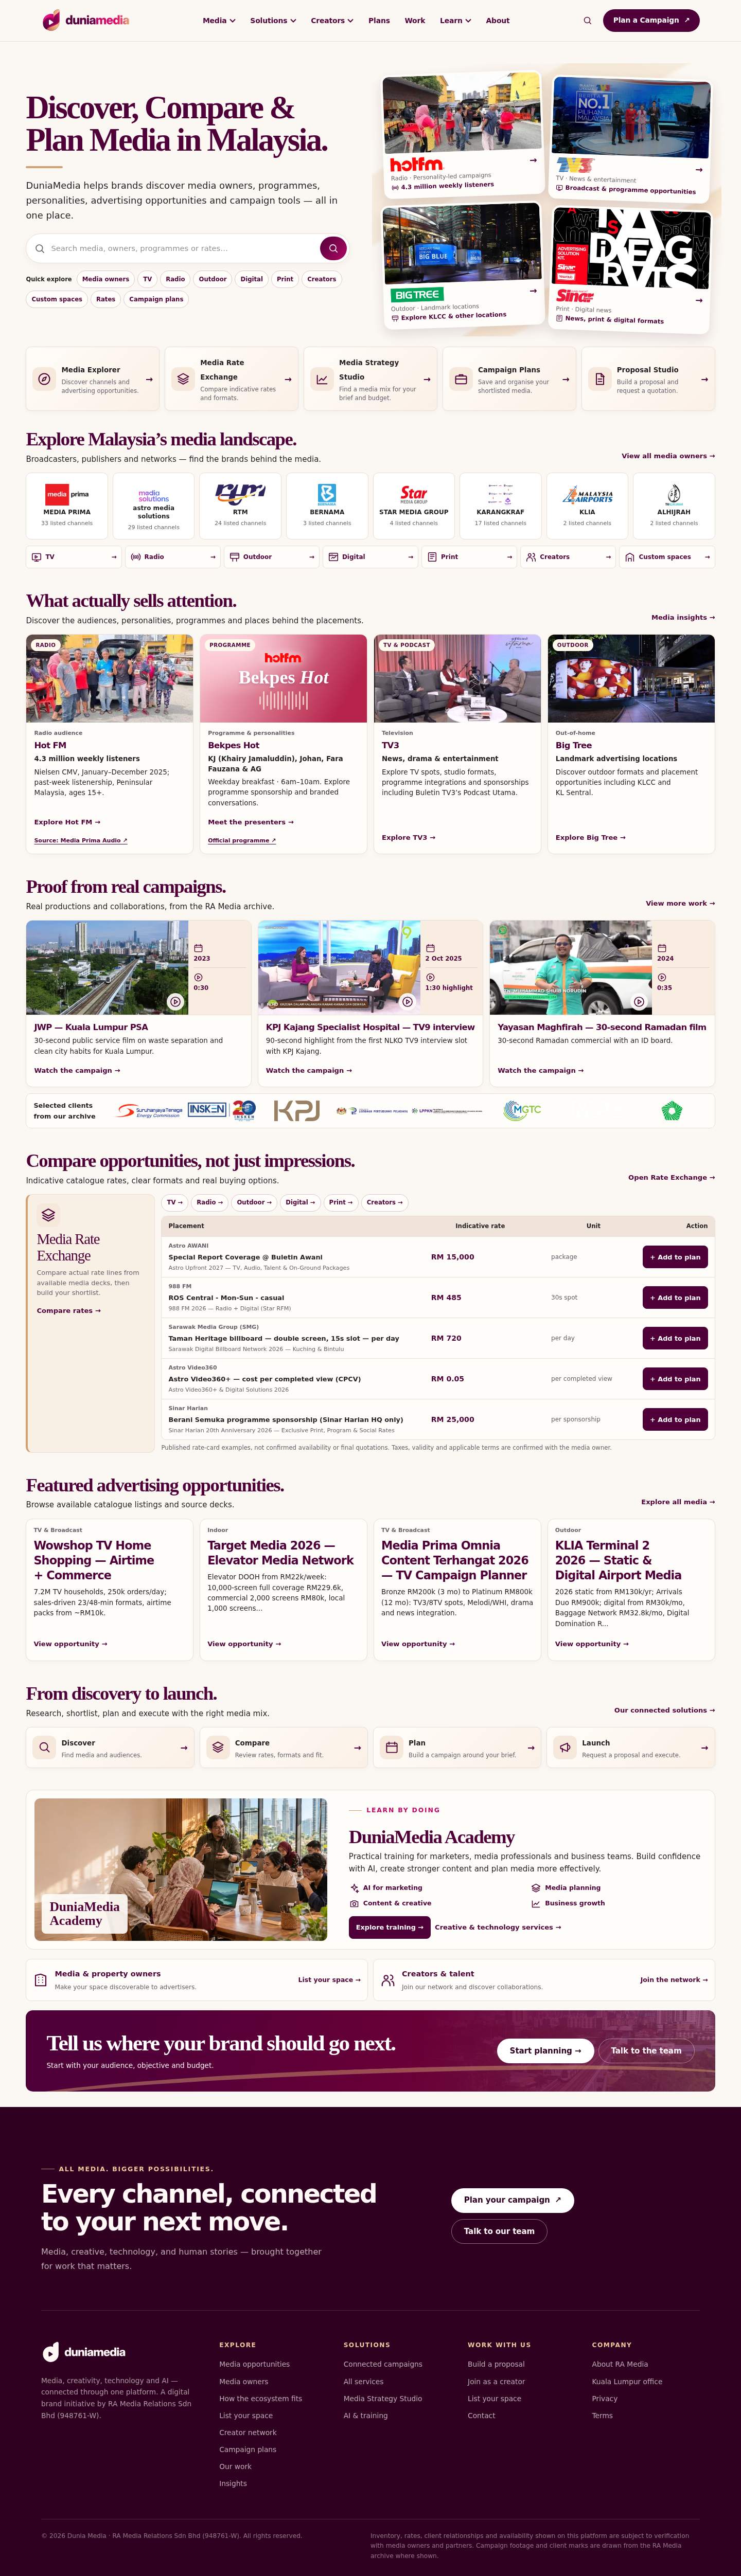 duniamedia
Media
Solutions
Creators
Plans
Work
Learn
About
Plan a Campaign ↗
Discover, Compare &
Plan Media in Malaysia.
DuniaMedia helps brands discover media owners, programmes,
personalities, advertising opportunities and campaign tools — all in
one place.
Search media, owners, programmes or rates...
Quick explore
Media owners
TV
Radio
Outdoor
Digital
Print
Creators
Custom spaces
Rates
Campaign plans
hotfm
Radio · Personality-led campaigns
4.3 million weekly listeners
→
NO.1
TV3
TV · News & entertainment
Broadcast & programme opportunities
→
BIG BLUE
BIG TREE
Outdoor · Landmark locations
Explore KLCC & other locations
→
ADVERTISING
SOLUTION
KIT
Sinar
Sinar
Print · Digital news
News, print & digital formats
→
Media Explorer
Discover channels and
advertising opportunities.
→
Media Rate
Exchange
Compare indicative rates
and formats.
→
Media Strategy
Studio
Find a media mix for your
brief and budget.
→
Campaign Plans
Save and organise your
shortlisted media.
→
Proposal Studio
Build a proposal and
request a quotation.
→
Explore Malaysia’s media landscape.
Broadcasters, publishers and networks — find the brands behind the media.
View all media owners →
media prima
MEDIA PRIMA
33 listed channels
media
solutions
astro media
solutions
29 listed channels
rtm
RTM
24 listed channels
BERNAMA
BERNAMA
3 listed channels
Star
MEDIA GROUP
STAR MEDIA GROUP
4 listed channels
KARANGKRAF
17 listed channels
MALAYSIA
AIRPORTS
KLIA
2 listed channels
ALHIJRAH
2 listed channels
TV →
Radio →
Outdoor →
Digital →
Print →
Creators →
Custom spaces →
What actually sells attention.
Discover the audiences, personalities, programmes and places behind the placements.
Media insights →
RADIO
Radio audience
Hot FM
4.3 million weekly listeners
Nielsen CMV, January–December 2025;
past-week listenership, Peninsular
Malaysia, ages 15+.
Explore Hot FM →
Source: Media Prima Audio ↗
PROGRAMME
hotfm
Bekpes Hot
Programme & personalities
Bekpes Hot
KJ (Khairy Jamaluddin), Johan, Fara
Fauzana & AG
Weekday breakfast · 6am–10am. Explore
programme sponsorship and branded
conversations.
Meet the presenters →
Official programme ↗
TV & PODCAST
Television
TV3
News, drama & entertainment
Explore TV spots, studio formats,
programme integrations and sponsorships
including Buletin TV3’s Podcast Utama.
Explore TV3 →
OUTDOOR
Out-of-home
Big Tree
Landmark advertising locations
Discover outdoor formats and placement
opportunities including KLCC and
KL Sentral.
Explore Big Tree →
Proof from real campaigns.
Real productions and collaborations, from the RA Media archive.
View more work →
2023
0:30
JWP — Kuala Lumpur PSA
30-second public service film on waste separation and
clean city habits for Kuala Lumpur.
Watch the campaign →
9
2 Oct 2025
1:30 highlight
KPJ Kajang Specialist Hospital — TV9 interview
90-second highlight from the first NLKO TV9 interview slot
with KPJ Kajang.
Watch the campaign →
2024
0:35
Yayasan Maghfirah — 30-second Ramadan film
30-second Ramadan commercial with an ID board.
Watch the campaign →
Selected clients
from our archive
Suruhanjaya Tenaga
Energy Commission
INSKEN
20
KPJ
LPPKN
MGTC
Compare opportunities, not just impressions.
Indicative catalogue rates, clear formats and real buying options.
Open Rate Exchange →
Media Rate
Exchange
Compare actual rate lines from
available media decks, then
build your shortlist.
Compare rates →
TV →
Radio →
Outdoor →
Digital →
Print →
Creators →
Placement
Indicative rate
Unit
Action
Astro AWANI
Special Report Coverage @ Buletin Awani
Astro Upfront 2027 — TV, Audio, Talent & On-Ground Packages
RM 15,000
package
+ Add to plan
988 FM
ROS Central - Mon-Sun - casual
988 FM 2026 — Radio + Digital (Star RFM)
RM 485
30s spot
+ Add to plan
Sarawak Media Group (SMG)
Taman Heritage billboard — double screen, 15s slot — per day
Sarawak Digital Billboard Network 2026 — Kuching & Bintulu
RM 720
per day
+ Add to plan
Astro Video360
Astro Video360+ — cost per completed view (CPCV)
Astro Video360+ & Digital Solutions 2026
RM 0.05
per completed view
+ Add to plan
Sinar Harian
Berani Semuka programme sponsorship (Sinar Harian HQ only)
Sinar Harian 20th Anniversary 2026 — Exclusive Print, Program & Social Rates
RM 25,000
per sponsorship
+ Add to plan
Published rate-card examples, not confirmed availability or final quotations. Taxes, validity and applicable terms are confirmed with the media owner.
Featured advertising opportunities.
Browse available catalogue listings and source decks.
Explore all media →
TV & Broadcast
Wowshop TV Home
Shopping — Airtime
+ Commerce
7.2M TV households, 250k orders/day;
sales-driven 23/48-min formats, airtime
packs from ~RM10k.
View opportunity →
Indoor
Target Media 2026 —
Elevator Media Network
Elevator DOOH from RM22k/week:
10,000-screen full coverage RM229.6k,
commercial 2,000 screens RM80k, local
1,000 screens...
View opportunity →
TV & Broadcast
Media Prima Omnia
Content Terhangat 2026
— TV Campaign Planner
Bronze RM200k (3 mo) to Platinum RM800k
(12 mo): TV3/8TV spots, Melodi/WHI, drama
and news integration.
View opportunity →
Outdoor
KLIA Terminal 2
2026 — Static &
Digital Airport Media
2026 static from RM130k/yr; Arrivals
Duo RM900k; digital from RM30k/mo,
Baggage Network RM32.8k/mo, Digital
Domination R...
View opportunity →
From discovery to launch.
Research, shortlist, plan and execute with the right media mix.
Our connected solutions →
Discover
Find media and audiences.
→
Compare
Review rates, formats and fit.
→
Plan
Build a campaign around your brief.
→
Launch
Request a proposal and execute.
→
DuniaMedia
Academy
LEARN BY DOING
DuniaMedia Academy
Practical training for marketers, media professionals and business teams. Build confidence
with AI, create stronger content and plan media more effectively.
AI for marketing
Media planning
Content & creative
Business growth
Explore training →
Creative & technology services →
Media & property owners
Make your space discoverable to advertisers.
List your space →
Creators & talent
Join our network and discover collaborations.
Join the network →
Tell us where your brand should go next.
Start with your audience, objective and budget.
Start planning →
Talk to the team
ALL MEDIA. BIGGER POSSIBILITIES.
Every channel, connected
to your next move.
Media, creative, technology, and human stories — brought together
for work that matters.
Plan your campaign ↗
Talk to our team
duniamedia
Media, creativity, technology and AI —
connected through one platform. A digital
brand initiative by RA Media Relations Sdn
Bhd (948761-W).
EXPLORE
Media opportunities
Media owners
How the ecosystem fits
List your space
Creator network
Campaign plans
Our work
Insights
SOLUTIONS
Connected campaigns
All services
Media Strategy Studio
AI & training
WORK WITH US
Build a proposal
Join as a creator
List your space
Contact
COMPANY
About RA Media
Kuala Lumpur office
Privacy
Terms
© 2026 Dunia Media · RA Media Relations Sdn Bhd (948761-W). All rights reserved.
Inventory, rates, client relationships and availability shown on this platform are subject to verification
with media owners and partners. Campaign footage and client marks are drawn from the RA Media
archive where shown.